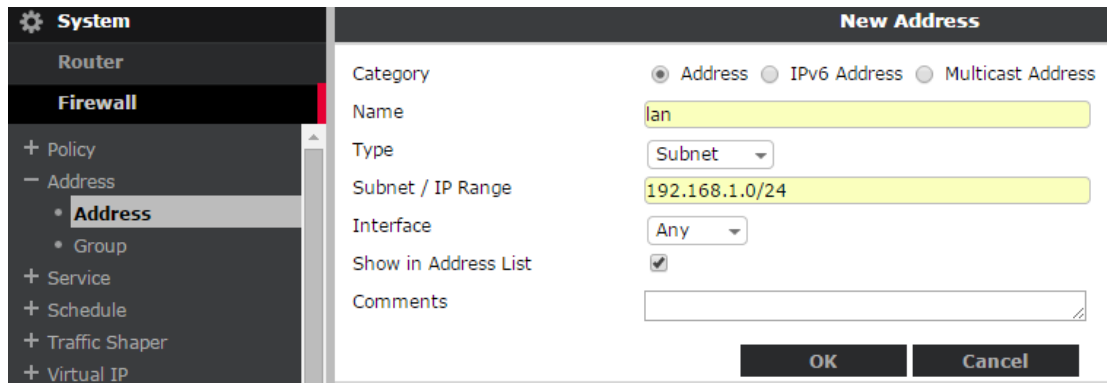 System
Router
Firewall
+ Policy
− Address
• Address
• Group
+ Service
+ Schedule
+ Traffic Shaper
+ Virtual IP
New Address
Category Address IPv6 Address Multicast Address
Name lan
Type Subnet
Subnet / IP Range 192.168.1.0/24
Interface Any
Show in Address List
Comments
OK Cancel